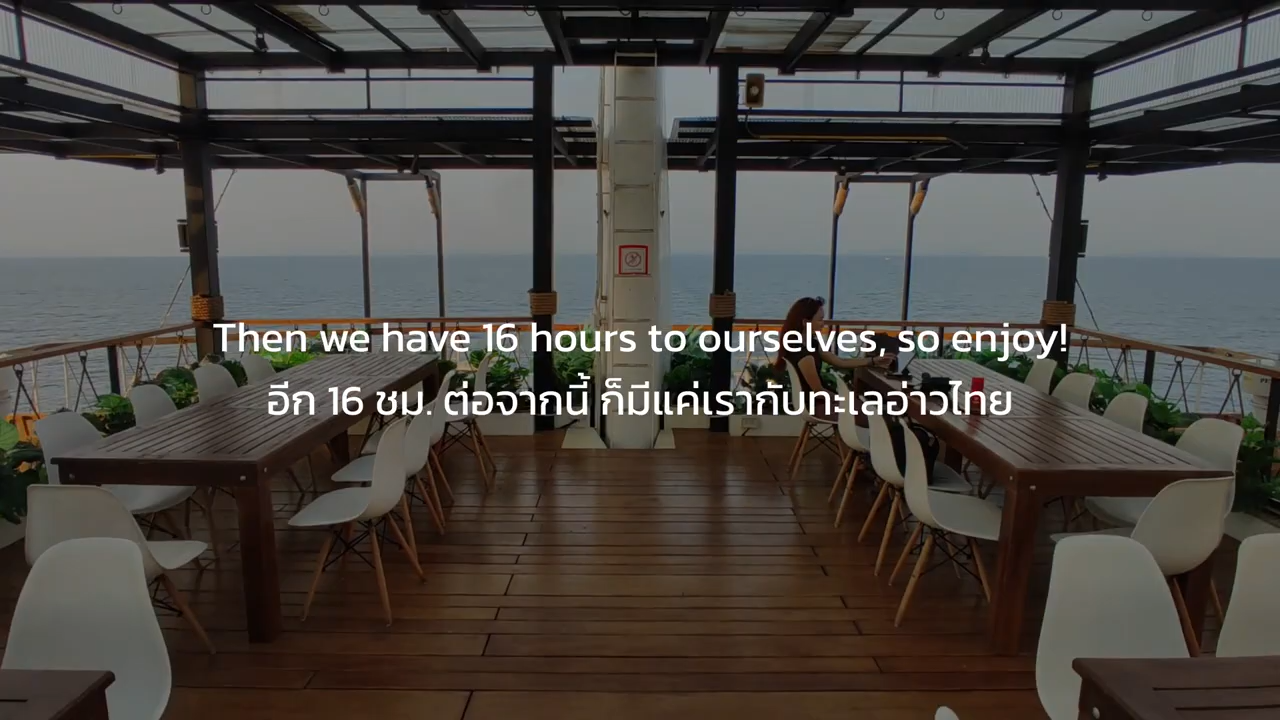 Then we have 16 hours to ourselves, so enjoy!
อีก 16 ชม. ต่อจากนี้ ก็มีแค่เรากับทะเลอ่าวไทย